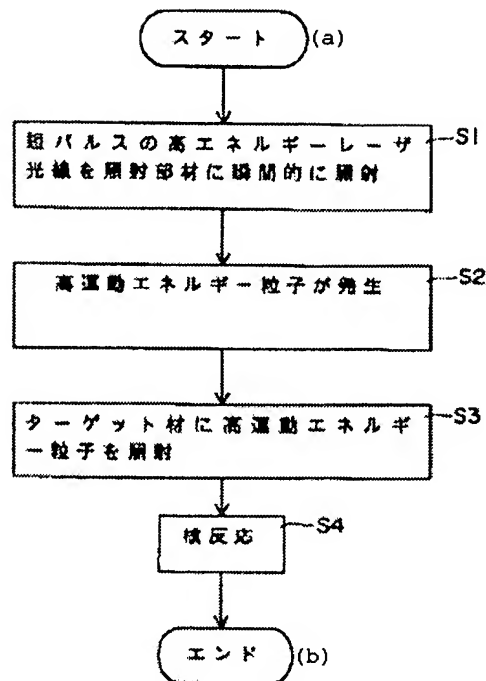 スタート (a)
短パルスの高エネルギーレーザ S1
光線を照射部材に瞬間的に照射
高運動エネルギー粒子が発生 S2
ターゲット材に高運動エネルギ S3
ー粒子を照射
核反応 S4
エンド (b)